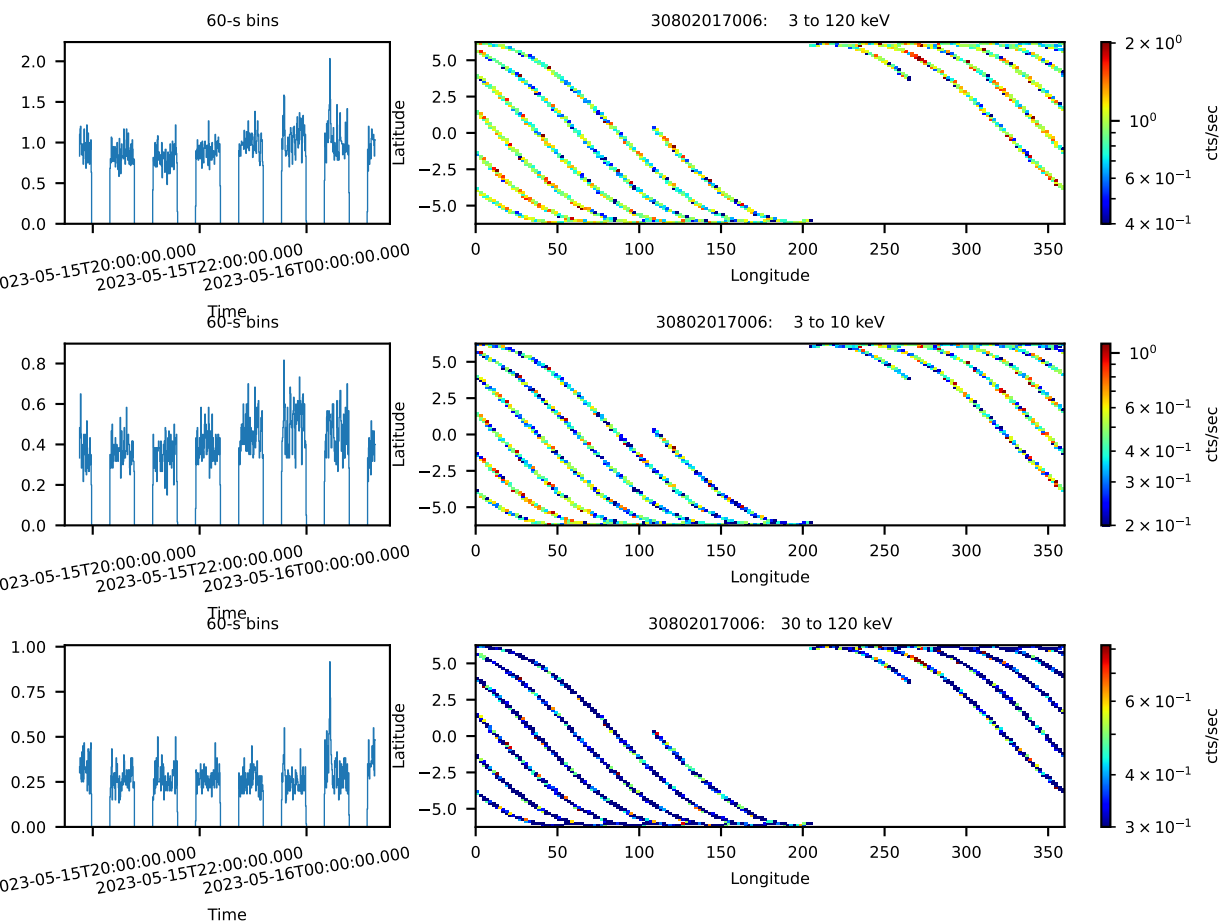 60-s bins
30802017006: 3 to 120 keV
2.0
1.5
1.0
0.5
0.0
Latitude
5.0
2.5
0.0
−2.5
−5.0
2 × 10⁰
10⁰
6 × 10⁻¹
4 × 10⁻¹
cts/sec
0 50 100 150 200 250 300 350
Longitude
023-05-15T20:00:00.000
2023-05-15T22:00:00.000
2023-05-16T00:00:00.000
Time
60-s bins
30802017006: 3 to 10 keV
0.8
0.6
0.4
0.2
0.0
Latitude
5.0
2.5
0.0
−2.5
−5.0
10⁰
6 × 10⁻¹
4 × 10⁻¹
3 × 10⁻¹
2 × 10⁻¹
cts/sec
0 50 100 150 200 250 300 350
Longitude
023-05-15T20:00:00.000
2023-05-15T22:00:00.000
2023-05-16T00:00:00.000
Time
60-s bins
30802017006: 30 to 120 keV
1.00
0.75
0.50
0.25
0.00
Latitude
5.0
2.5
0.0
−2.5
−5.0
6 × 10⁻¹
4 × 10⁻¹
3 × 10⁻¹
cts/sec
0 50 100 150 200 250 300 350
Longitude
023-05-15T20:00:00.000
2023-05-15T22:00:00.000
2023-05-16T00:00:00.000
Time